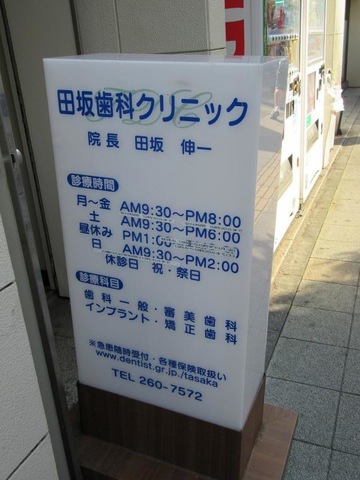 田坂歯科クリニック
院長 田坂 伸一
診療時間
月～金 AM9:30～PM8:00
土 AM9:30～PM6:00
昼休み PM1:00
日 AM9:30～PM2:00
休診日 祝・祭日
診療科目
歯科一般・審美歯科
インプラント・矯正歯科
※急患随時受付・各種保険取扱い
www.dentist.gr.jp/tasaka
TEL 260-7572